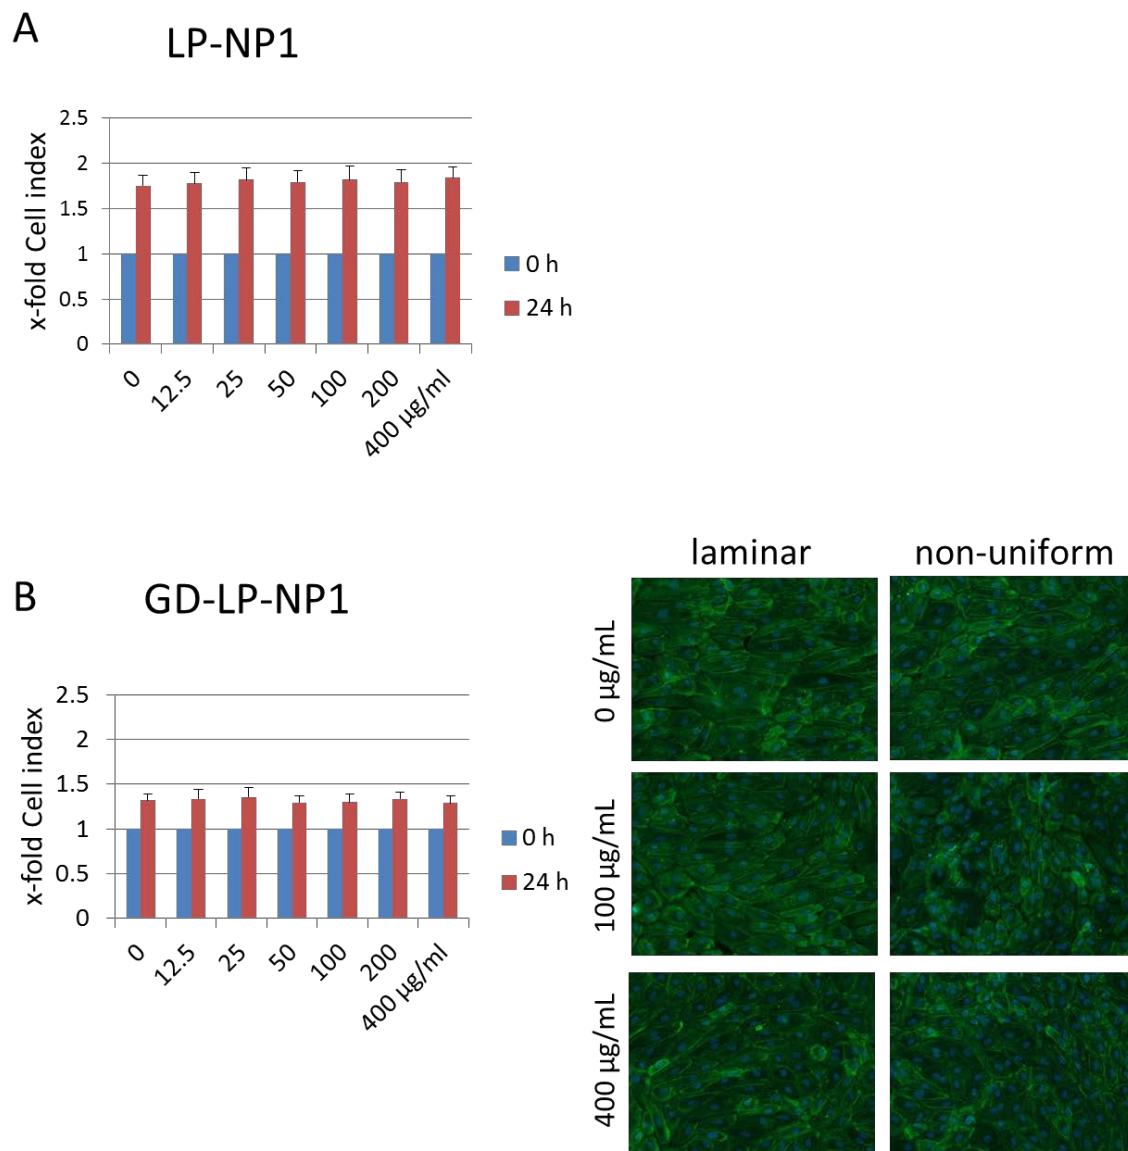 A
LP-NP1
x-fold Cell index
2.5
2
1.5
1
0.5
0
0
12.5
25
50
100
200
400 µg/ml
0 h
24 h
laminar
non-uniform
B
GD-LP-NP1
x-fold Cell index
2.5
2
1.5
1
0.5
0
0
12.5
25
50
100
200
400 µg/ml
0 h
24 h
0 µg/mL
100 µg/mL
400 µg/mL